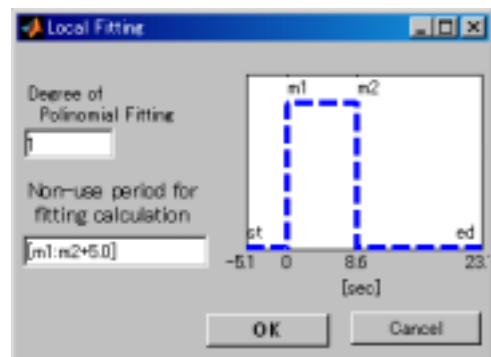 Local Fitting
Degree of
Polinomial Fitting
1
Non-use period for
fitting calculation
[m1:m2+5.0]
m1 m2
st ed
-5.1 0 8.6 23.
[sec]
OK Cancel